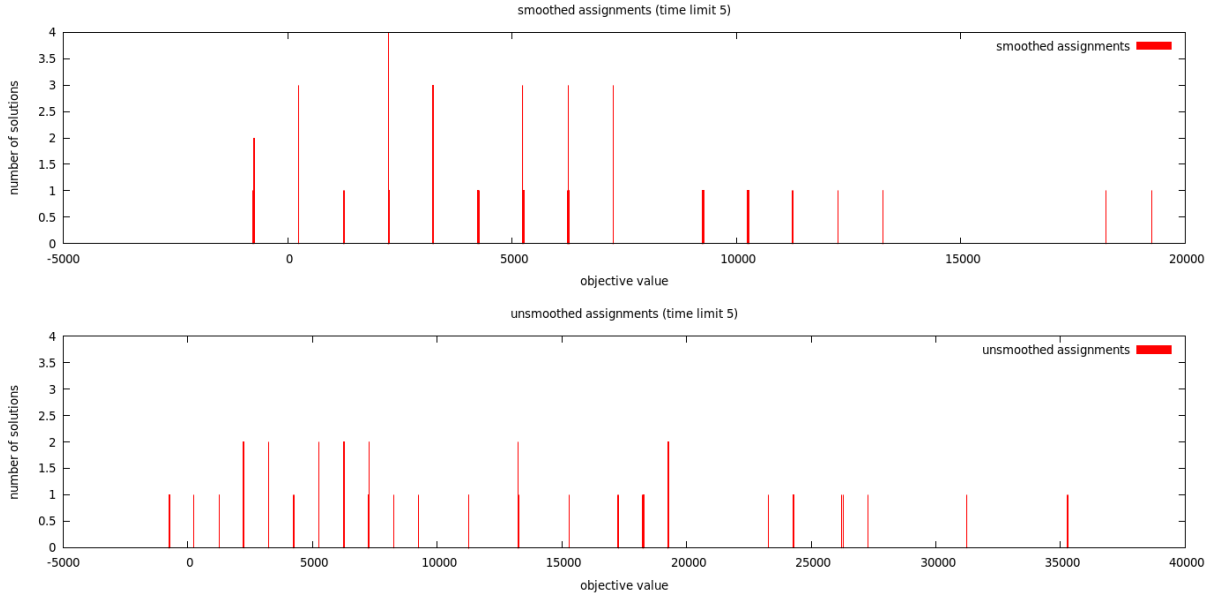 smoothed assignments (time limit 5)
4
3.5
3
2.5
2
1.5
1
0.5
0
number of solutions
smoothed assignments
-5000 0 5000 10000 15000 20000
objective value
unsmoothed assignments (time limit 5)
4
3.5
3
2.5
2
1.5
1
0.5
0
number of solutions
unsmoothed assignments
-5000 0 5000 10000 15000 20000 25000 30000 35000 40000
objective value